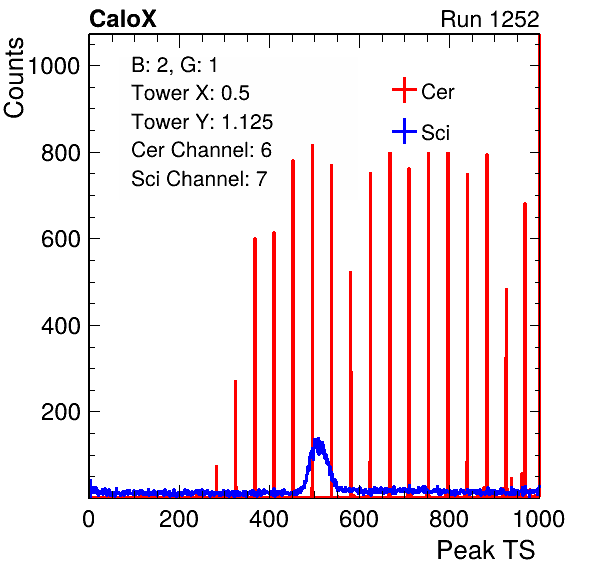 CaloX Run 1252
Counts
1000
800
600
400
200
B: 2, G: 1
Tower X: 0.5
Tower Y: 1.125
Cer Channel: 6
Sci Channel: 7
Cer
Sci
0 200 400 600 800 1000
Peak TS